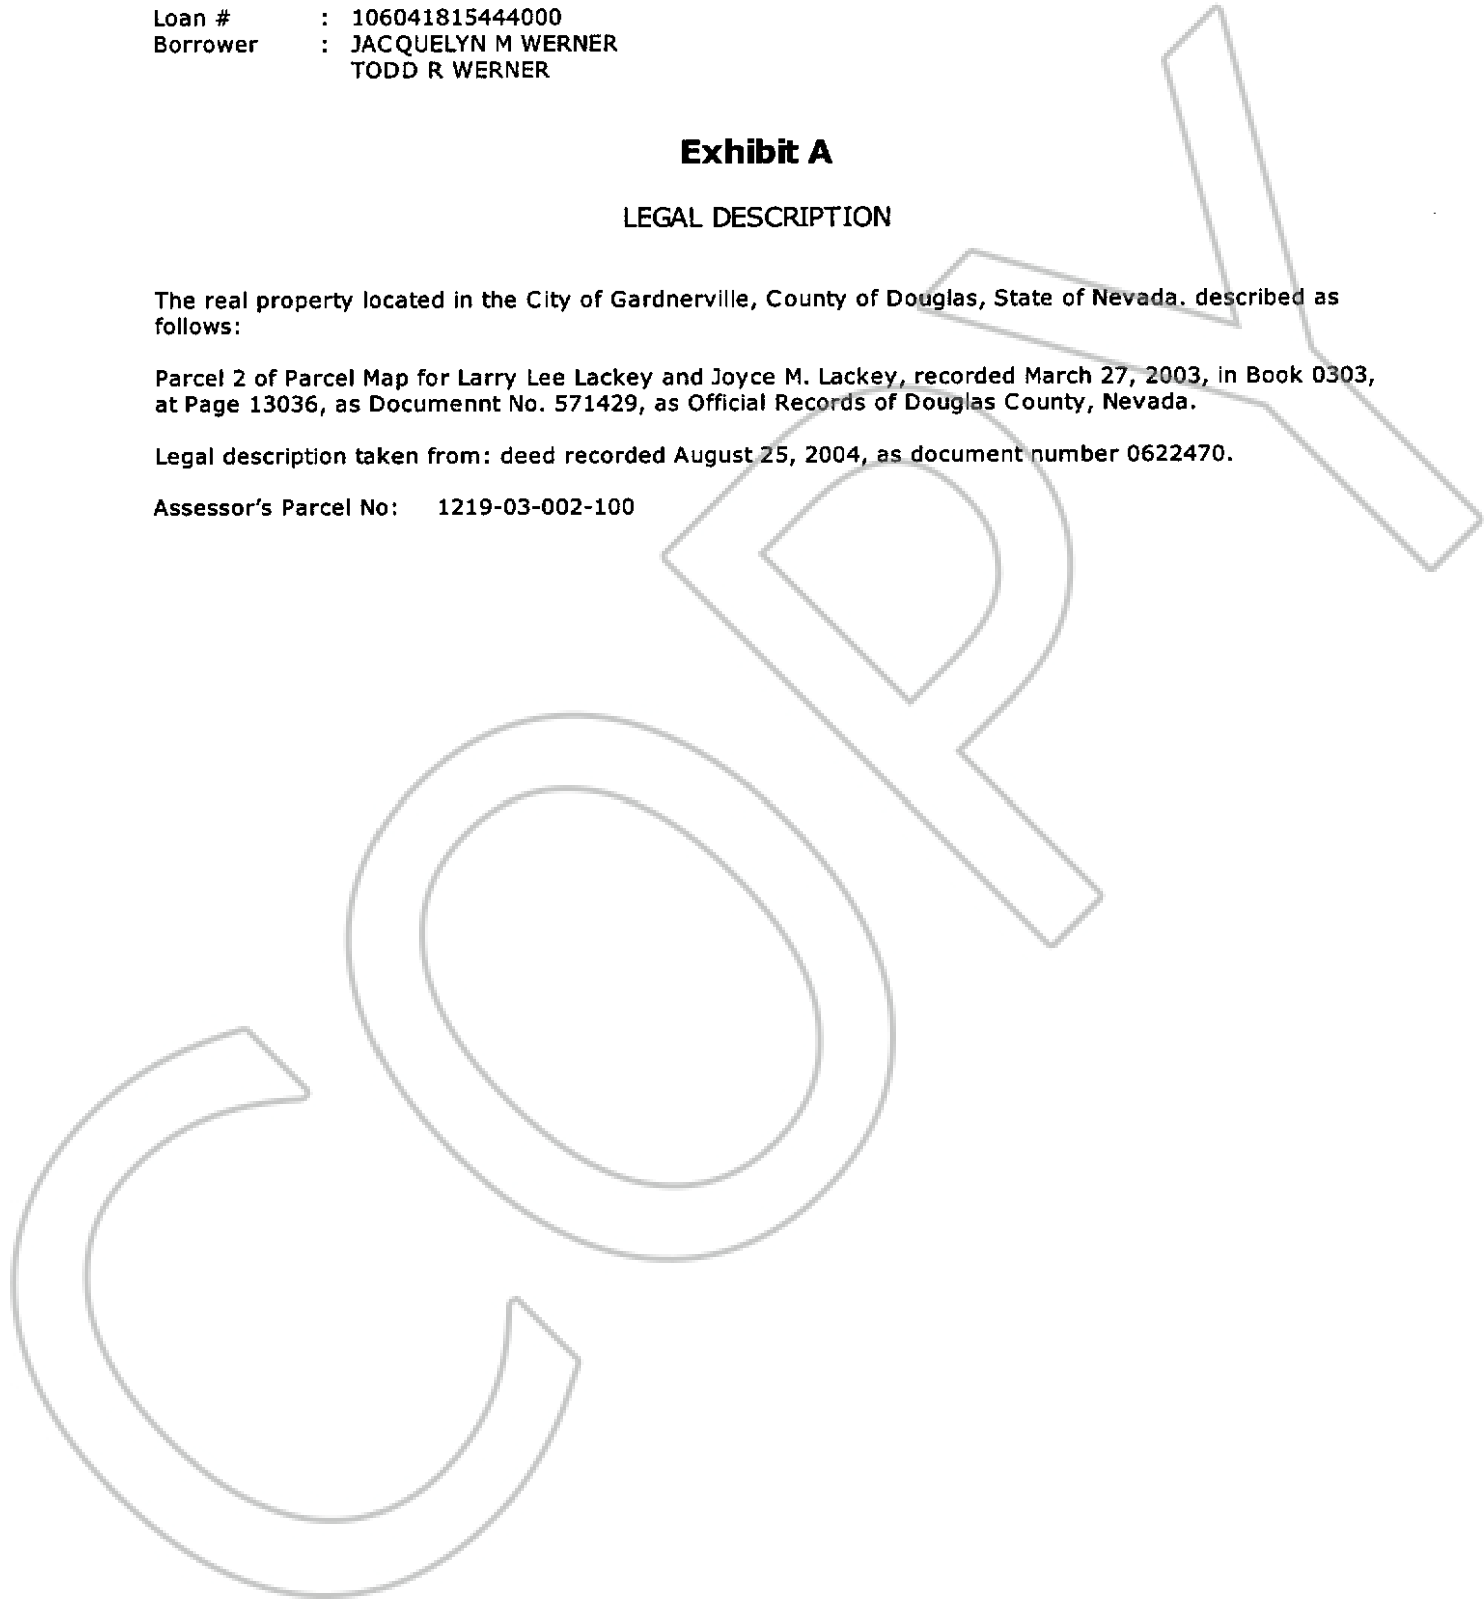 Loan # : 106041815444000
Borrower : JACQUELYN M WERNER
TODD R WERNER
Exhibit A
LEGAL DESCRIPTION
The real property located in the City of Gardnerville, County of Douglas, State of Nevada. described as
follows:
Parcel 2 of Parcel Map for Larry Lee Lackey and Joyce M. Lackey, recorded March 27, 2003, in Book 0303,
at Page 13036, as Documennt No. 571429, as Official Records of Douglas County, Nevada.
Legal description taken from: deed recorded August 25, 2004, as document number 0622470.
Assessor's Parcel No: 1219-03-002-100
COPY